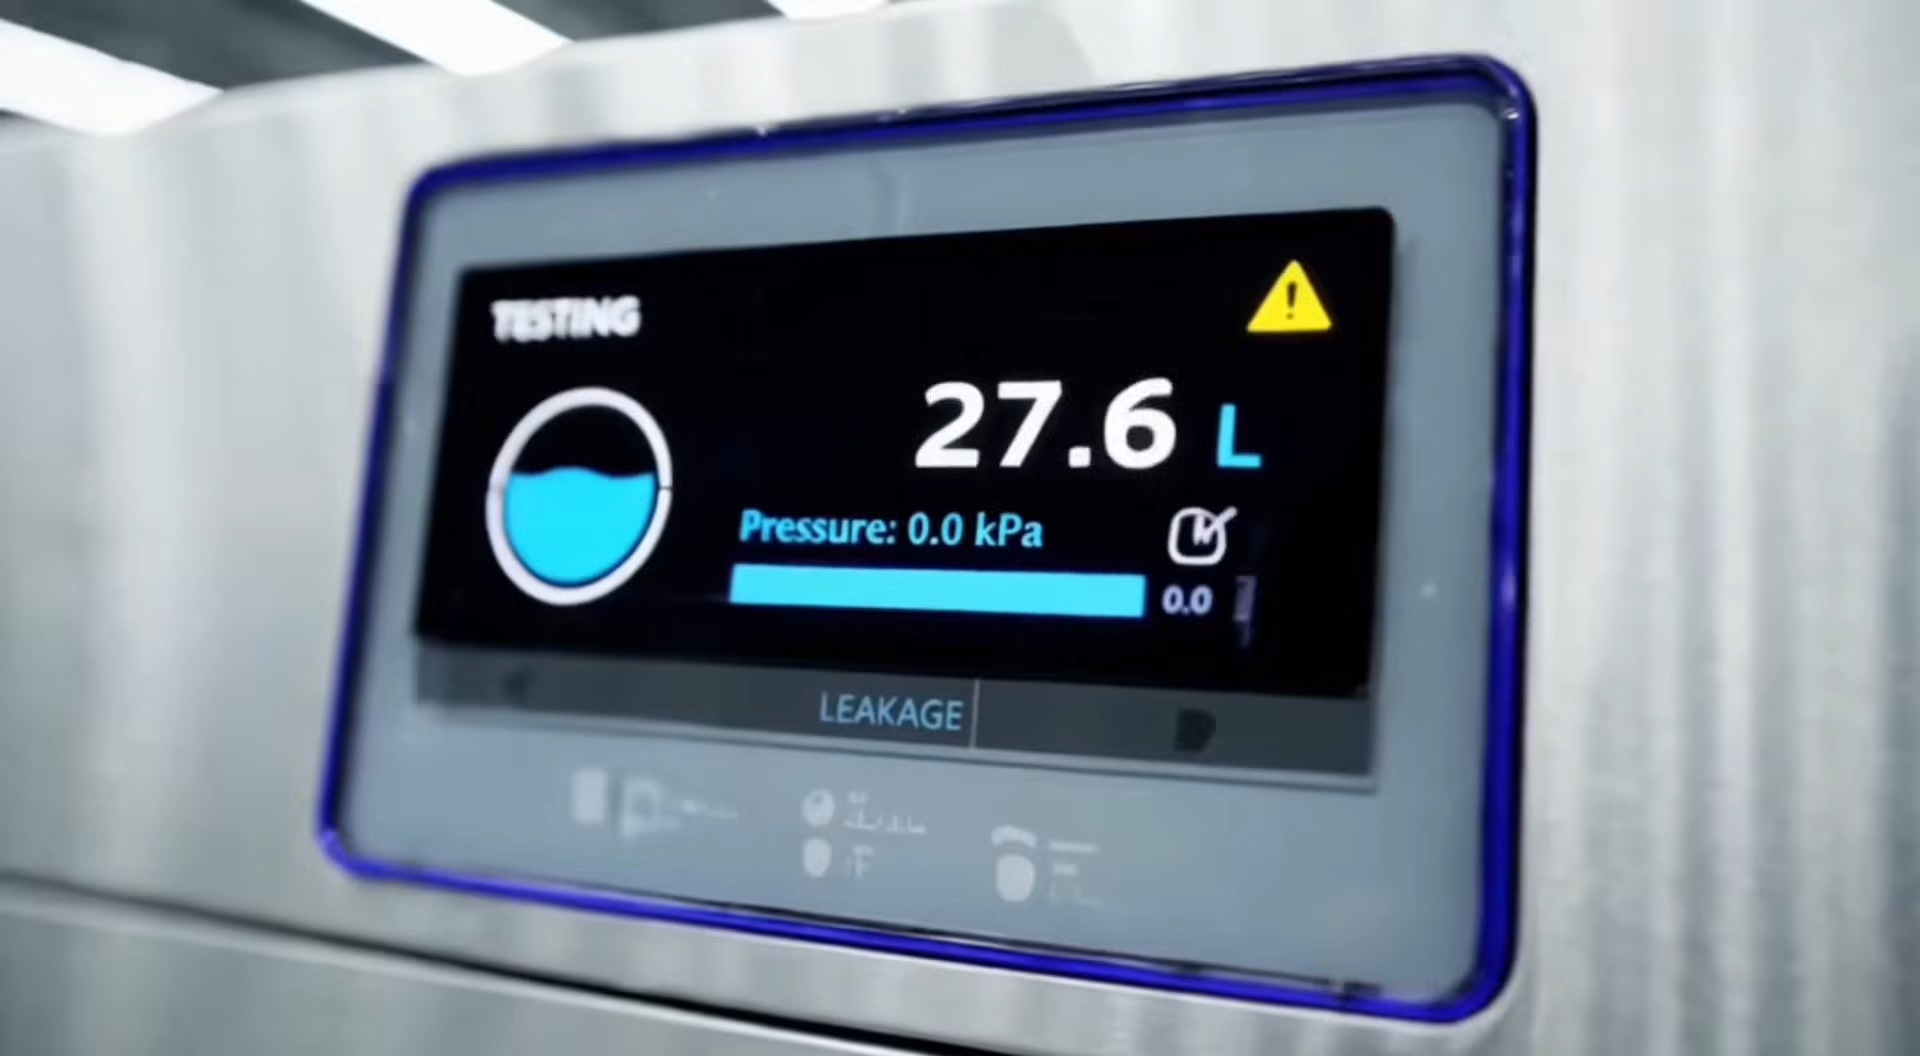 TESTING
27.6 L
Pressure: 0.0 kPa
0.0
LEAKAGE